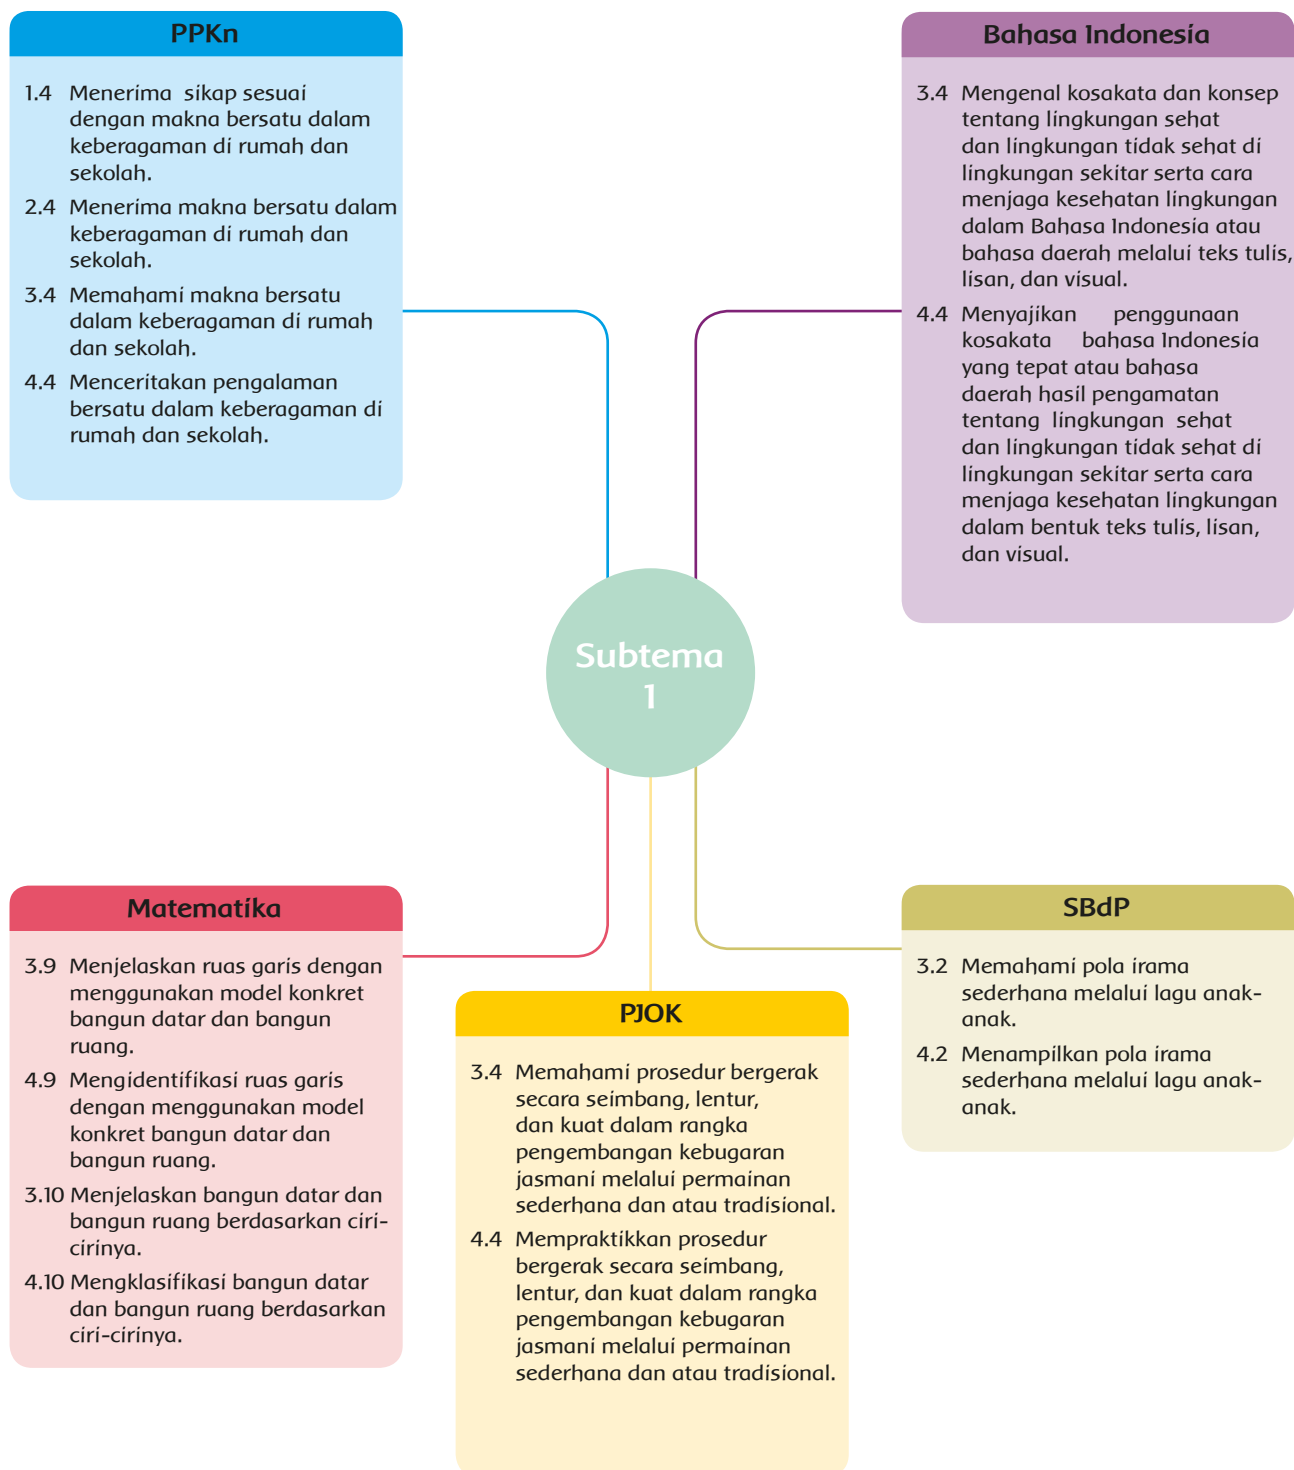 PPKn
1.4 Menerima sikap sesuai
dengan makna bersatu dalam
keberagaman di rumah dan
sekolah.
2.4 Menerima makna bersatu dalam
keberagaman di rumah dan
sekolah.
3.4 Memahami makna bersatu
dalam keberagaman di rumah
dan sekolah.
4.4 Menceritakan pengalaman
bersatu dalam keberagaman di
rumah dan sekolah.
Bahasa Indonesia
3.4 Mengenal kosakata dan konsep
tentang lingkungan sehat
dan lingkungan tidak sehat di
lingkungan sekitar serta cara
menjaga kesehatan lingkungan
dalam Bahasa Indonesia atau
bahasa daerah melalui teks tulis,
lisan, dan visual.
4.4 Menyajikan penggunaan
kosakata bahasa Indonesia
yang tepat atau bahasa
daerah hasil pengamatan
tentang lingkungan sehat
dan lingkungan tidak sehat di
lingkungan sekitar serta cara
menjaga kesehatan lingkungan
dalam bentuk teks tulis, lisan,
dan visual.
Subtema
1
Matematika
3.9 Menjelaskan ruas garis dengan
menggunakan model konkret
bangun datar dan bangun
ruang.
4.9 Mengidentifikasi ruas garis
dengan menggunakan model
konkret bangun datar dan
bangun ruang.
3.10 Menjelaskan bangun datar dan
bangun ruang berdasarkan ciri-
cirinya.
4.10 Mengklasifikasi bangun datar
dan bangun ruang berdasarkan
ciri-cirinya.
PJOK
3.4 Memahami prosedur bergerak
secara seimbang, lentur,
dan kuat dalam rangka
pengembangan kebugaran
jasmani melalui permainan
sederhana dan atau tradisional.
4.4 Mempraktikkan prosedur
bergerak secara seimbang,
lentur, dan kuat dalam rangka
pengembangan kebugaran
jasmani melalui permainan
sederhana dan atau tradisional.
SBdP
3.2 Memahami pola irama
sederhana melalui lagu anak-
anak.
4.2 Menampilkan pola irama
sederhana melalui lagu anak-
anak.